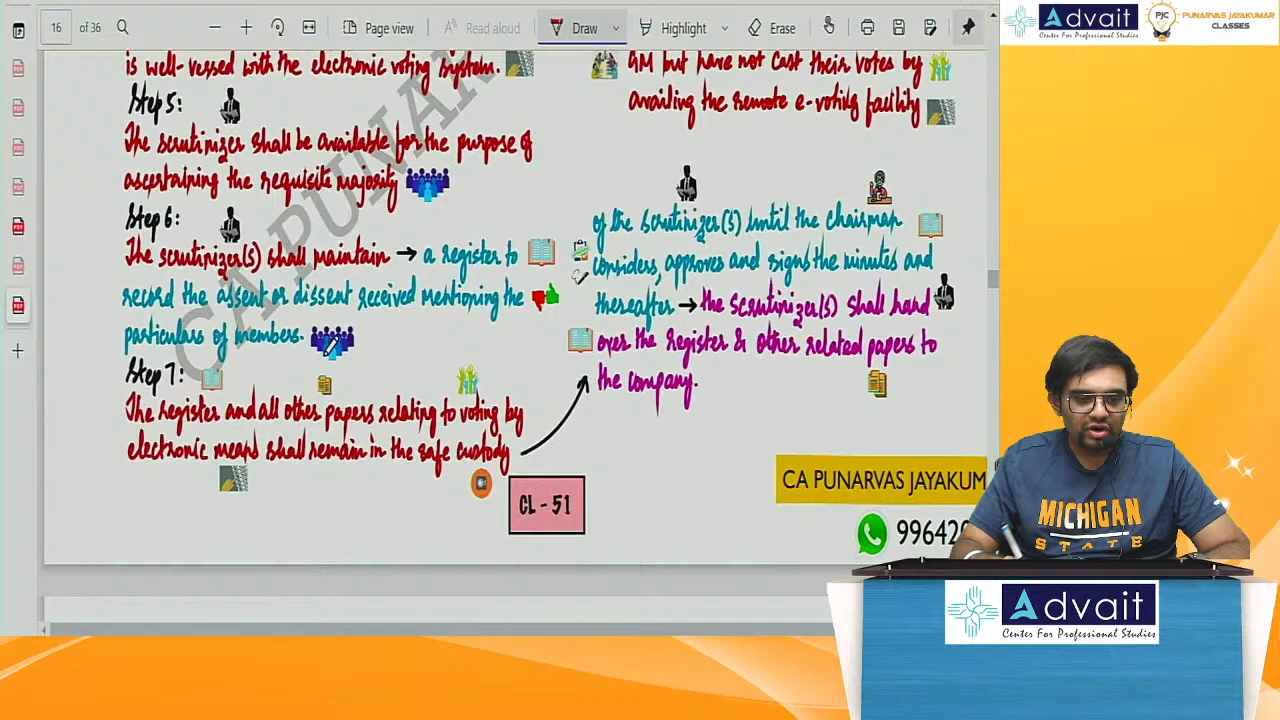 16 of 36 Page view Read aloud Draw Highlight Erase
Advait
Center For Professional Studies
PJC
PUNARVAS JAYAKUMAR
CLASSES
is well-vessed with the electronic voting system.
Step 5:
The scrutinizer shall be available for the purpose of
ascertaining the requisite majority
Step 6:
The scrutinizer(s) shall maintain → a register to
record the assent or dissent received mentioning the
particulars of members.
Step 7:
The register and all other papers relating to voting by
electronic means shall remain in the safe custody
GM but have not cast their votes by
availing the remote e-voting facility
of the scrutinizer(s) until the chairman
considers, approves and signs the minutes and
thereafter → the scrutinizer(s) shall hand
over the register & other related papers to
the company.
CA PUNAR
CL - 51
CA PUNARVAS JAYAKUM
99642
MICHIGAN
STATE
Advait
Center For Professional Studies